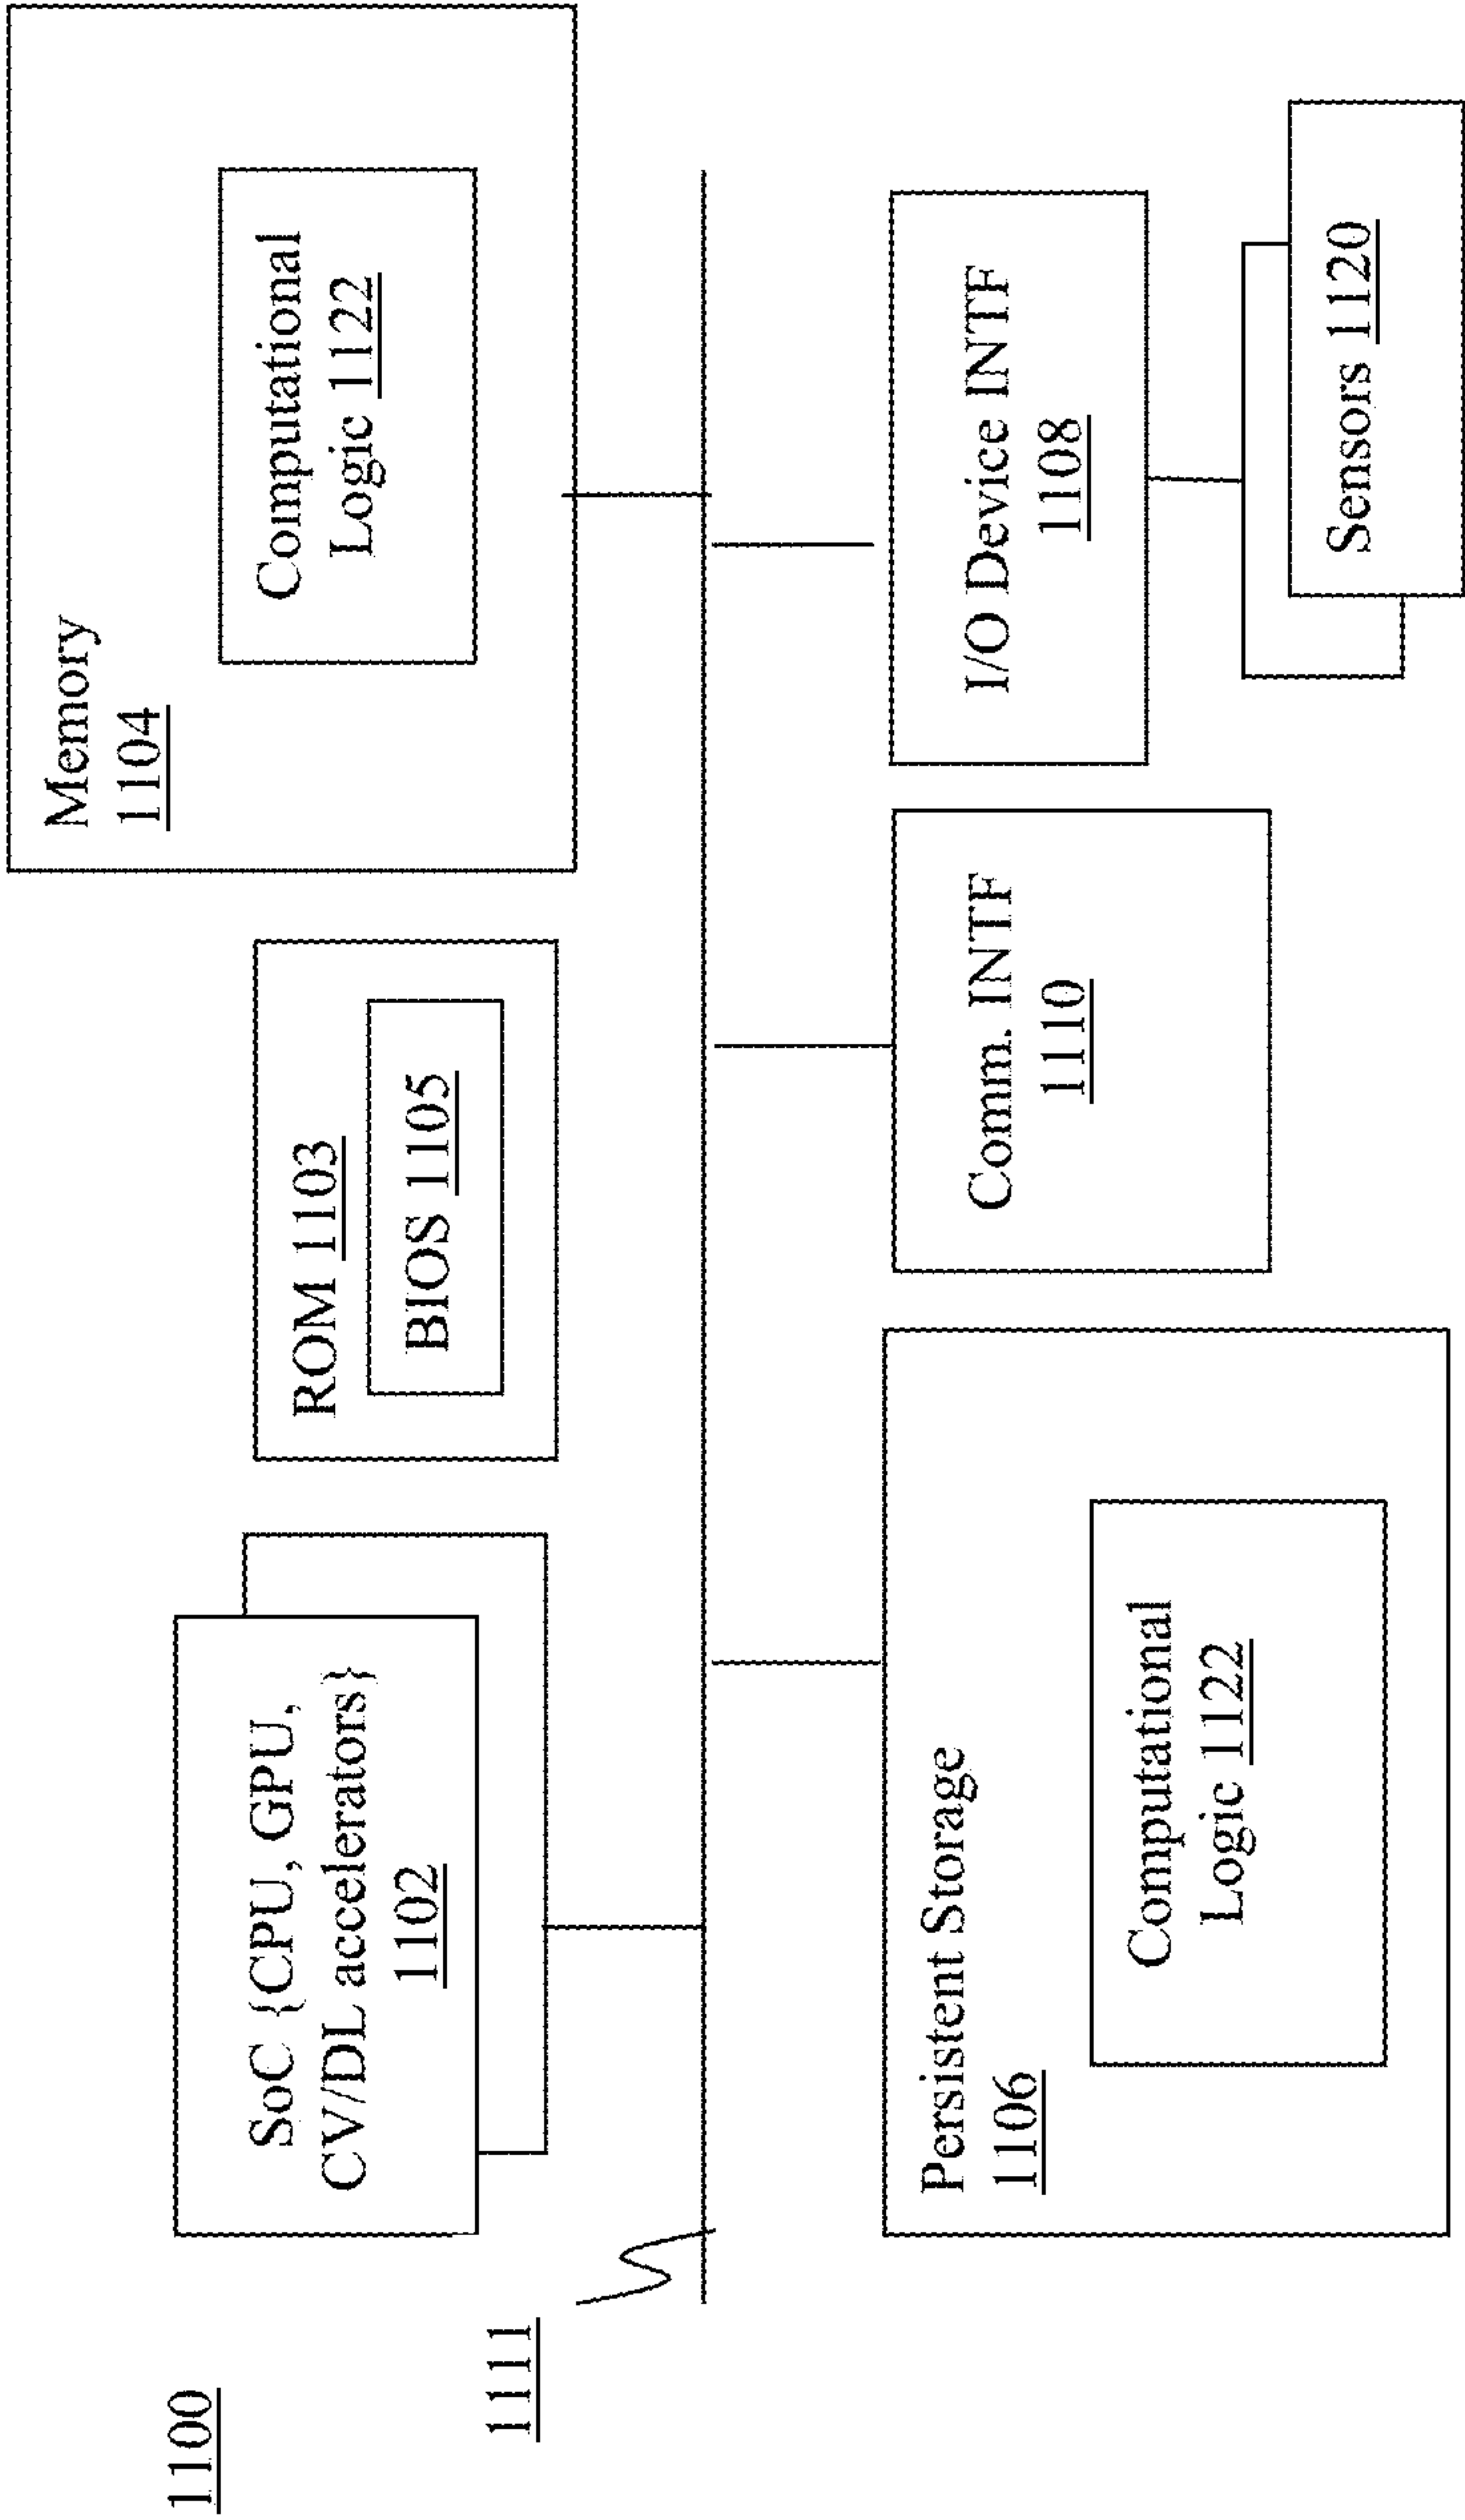 1100
Memory
1104
Computational
Logic 1122
SoC {CPU, GPU,
CV/DL accelerators}
1102
ROM 1103
BIOS 1105
1111
Persistent Storage
1106
Computational
Logic 1122
Comm. INTF
1110
I/O Device INTF
1108
Sensors 1120